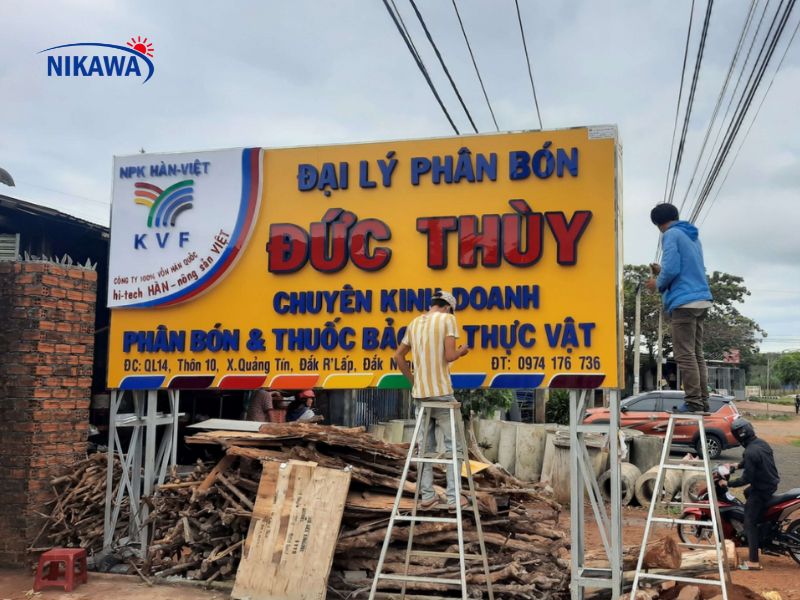 NIKAWA
NPK HÀN-VIỆT
KVF
CÔNG TY 100% VỐN HÀN QUỐC
hi-tech HÀN - nông sản VIỆT
ĐẠI LÝ PHÂN BÓN
ĐỨC THÙY
CHUYÊN KINH DOANH
PHÂN BÓN & THUỐC BẢO THỰC VẬT
ĐC: QL14, Thôn 10, X.Quảng Tín, Đắk R'Lấp, Đắk ĐT: 0974 176 736